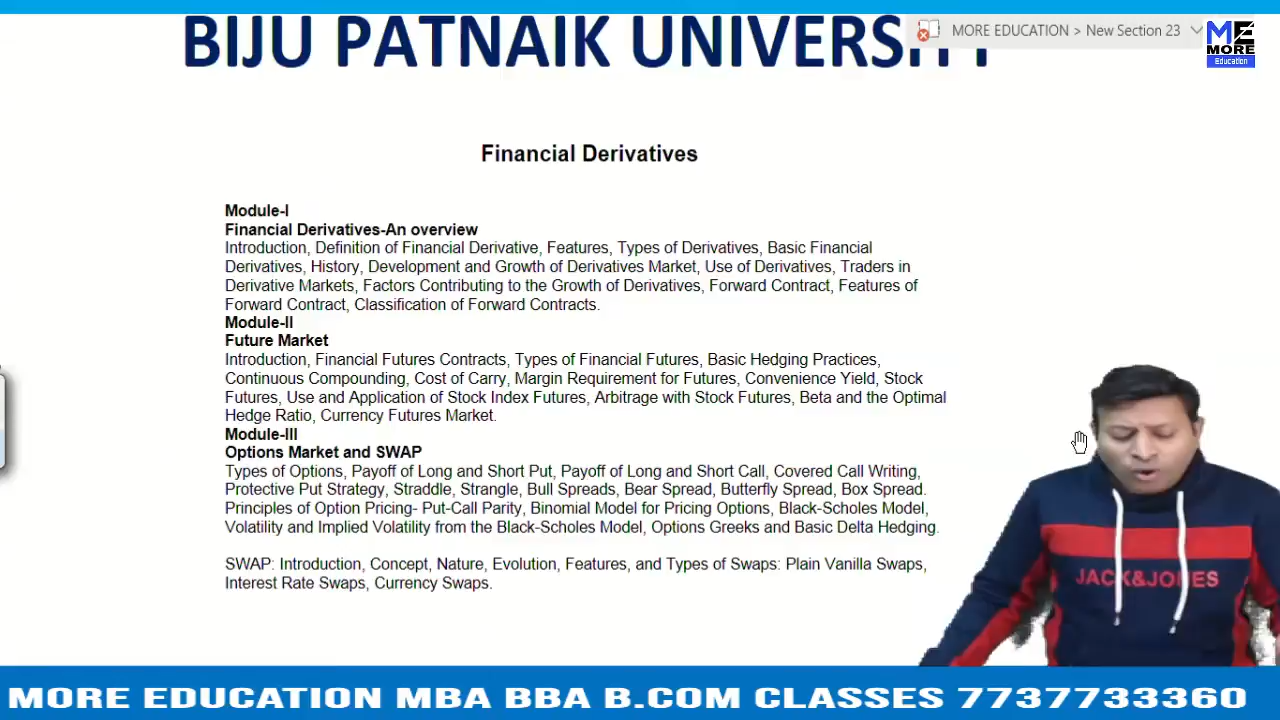 BIJU PATNAIK UNIVERSITY
MORE EDUCATION > New Section 23
ME
MORE
Education
Financial Derivatives
Module-I
Financial Derivatives-An overview
Introduction, Definition of Financial Derivative, Features, Types of Derivatives, Basic Financial
Derivatives, History, Development and Growth of Derivatives Market, Use of Derivatives, Traders in
Derivative Markets, Factors Contributing to the Growth of Derivatives, Forward Contract, Features of
Forward Contract, Classification of Forward Contracts.
Module-II
Future Market
Introduction, Financial Futures Contracts, Types of Financial Futures, Basic Hedging Practices,
Continuous Compounding, Cost of Carry, Margin Requirement for Futures, Convenience Yield, Stock
Futures, Use and Application of Stock Index Futures, Arbitrage with Stock Futures, Beta and the Optimal
Hedge Ratio, Currency Futures Market.
Module-III
Options Market and SWAP
Types of Options, Payoff of Long and Short Put, Payoff of Long and Short Call, Covered Call Writing,
Protective Put Strategy, Straddle, Strangle, Bull Spreads, Bear Spread, Butterfly Spread, Box Spread.
Principles of Option Pricing- Put-Call Parity, Binomial Model for Pricing Options, Black-Scholes Model,
Volatility and Implied Volatility from the Black-Scholes Model, Options Greeks and Basic Delta Hedging.
SWAP: Introduction, Concept, Nature, Evolution, Features, and Types of Swaps: Plain Vanilla Swaps,
Interest Rate Swaps, Currency Swaps.
JACK&JONES
MORE EDUCATION MBA BBA B.COM CLASSES 7737733360